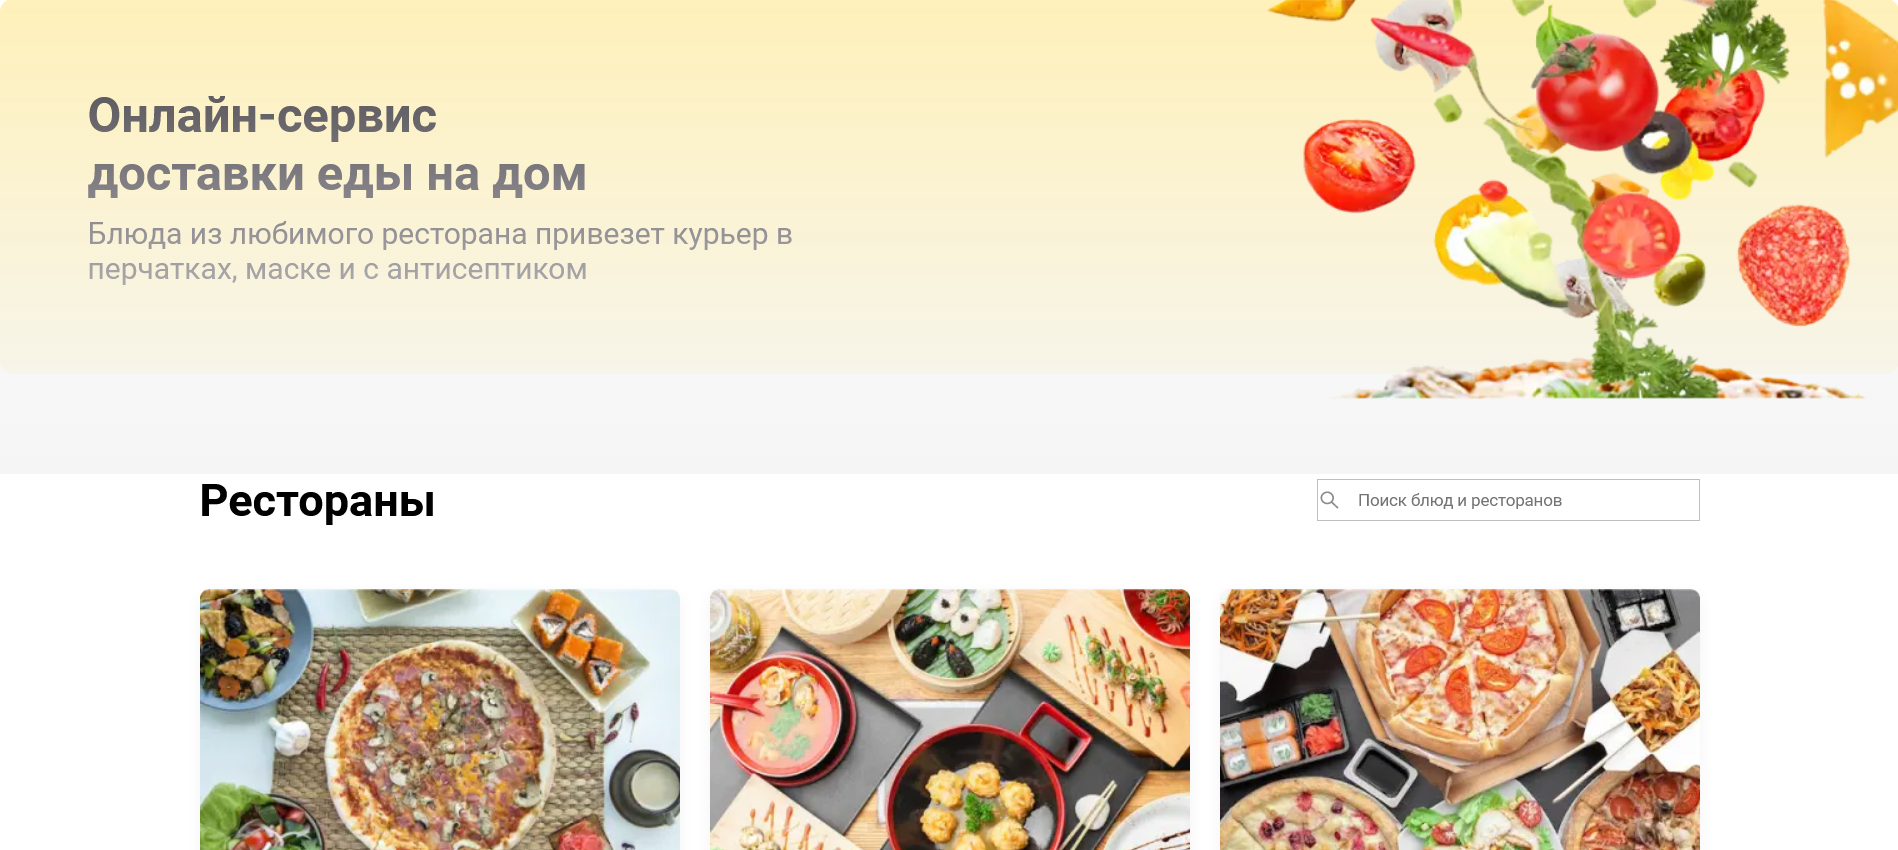 Онлайн-сервис
доставки еды на дом
Блюда из любимого ресторана привезет курьер в
перчатках, маске и с антисептиком
Рестораны
Поиск блюд и ресторанов